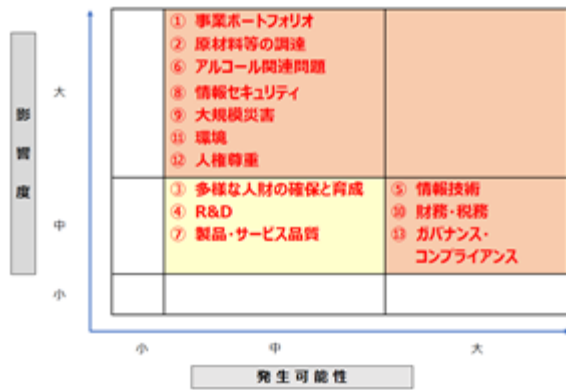 ① 事業ポートフォリオ
② 原材料等の調達
⑥ アルコール関連問題
⑧ 情報セキュリティ
⑨ 大規模災害
⑪ 環境
⑫ 人権尊重
③ 多様な人財の確保と育成
④ R&D
⑦ 製品・サービス品質
⑤ 情報技術
⑩ 財務・税務
⑬ ガバナンス・
コンプライアンス
影響度
大
中
小
小
中
大
発生可能性